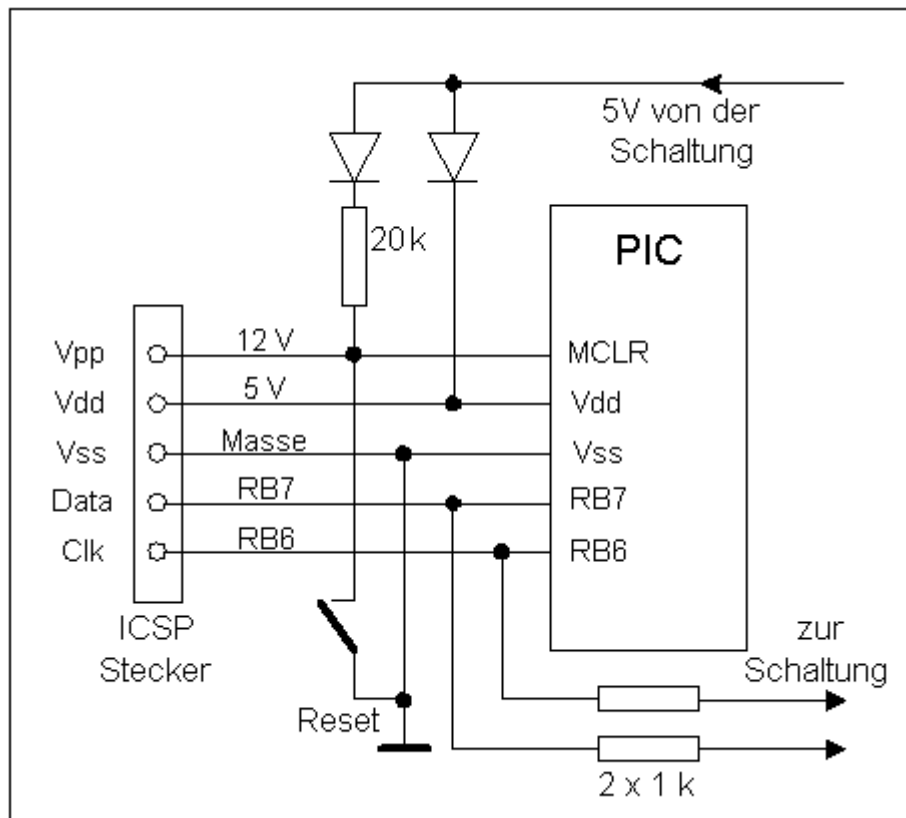 5V von der
Schaltung
20k
PIC
Vpp
12 V
MCLR
Vdd
5 V
Vdd
Vss
Masse
Vss
Data
RB7
RB7
Clk
RB6
RB6
ICSP
Stecker
Reset
zur
Schaltung
2 x 1 k